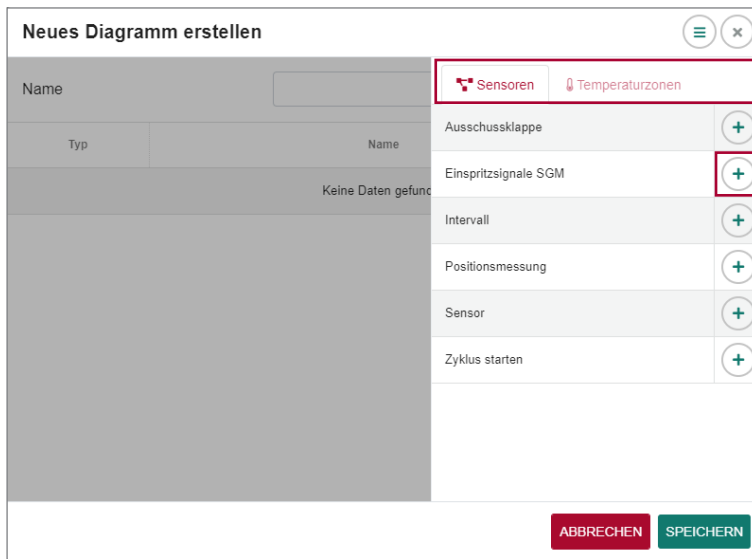 Neues Diagramm erstellen
Name
Sensoren
Temperaturzonen
Typ
Name
Keine Daten gefund
Ausschussklappe
Einspritzsignale SGM
Intervall
Positionsmessung
Sensor
Zyklus starten
ABBRECHEN
SPEICHERN